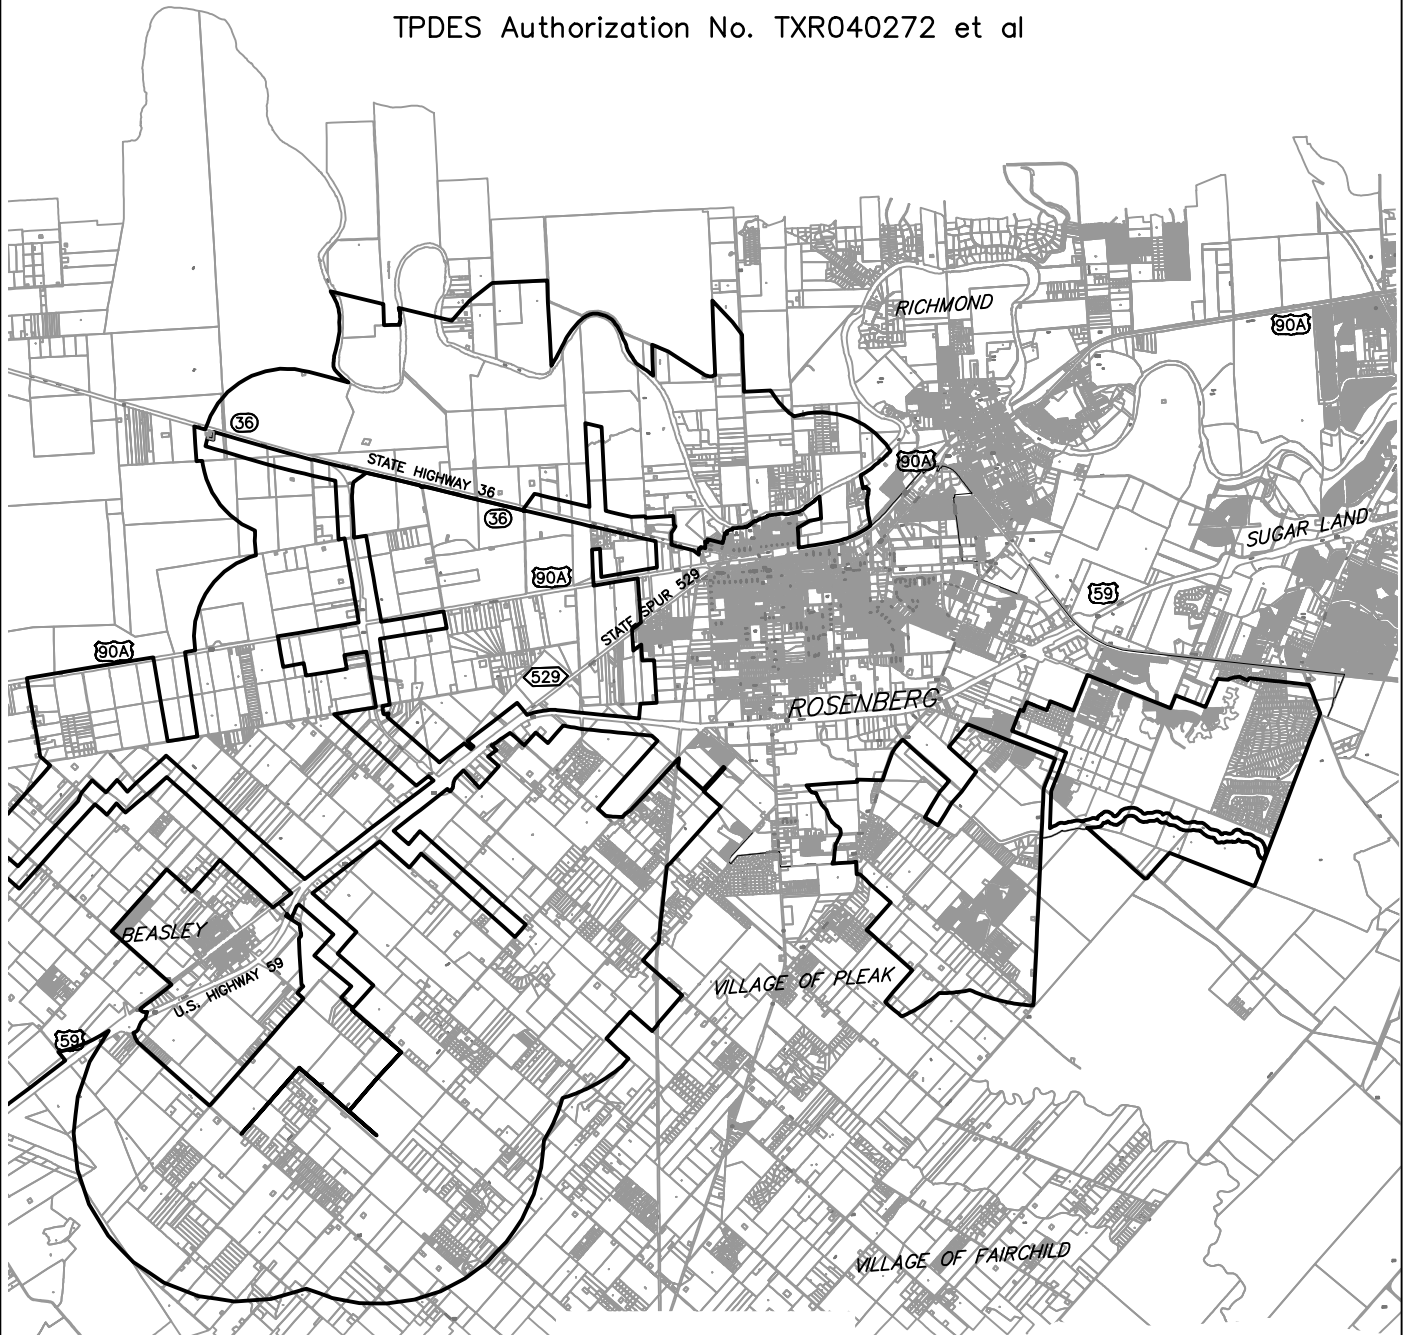 TPDES Authorization No. TXR040272 et al
RICHMOND
90A
36
STATE HIGHWAY 36
90A
36
SUGAR LAND
90A
59
STATE SPUR 529
90A
529
ROSENBERG
BEASLEY
U.S. HIGHWAY 59
VILLAGE OF PLEAK
59
VILLAGE OF FAIRCHILD